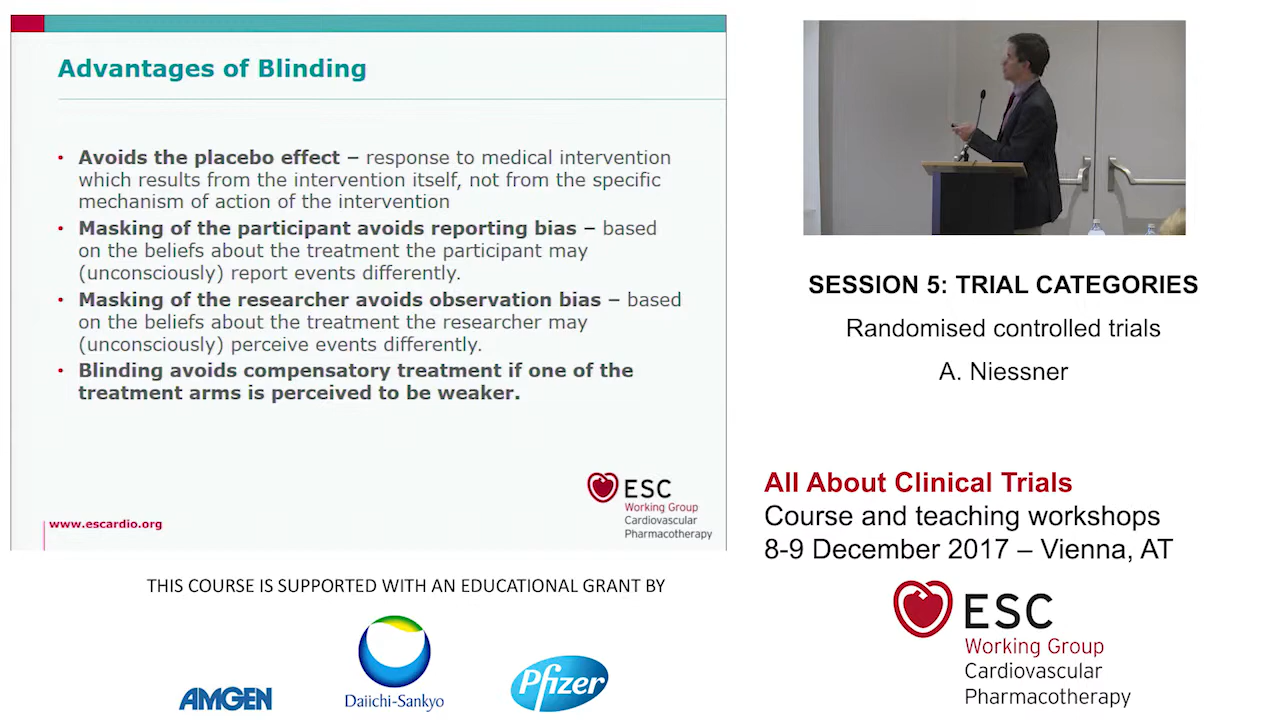 Advantages of Blinding
• Avoids the placebo effect – response to medical intervention
which results from the intervention itself, not from the specific
mechanism of action of the intervention
• Masking of the participant avoids reporting bias – based
on the beliefs about the treatment the participant may
(unconsciously) report events differently.
• Masking of the researcher avoids observation bias – based
on the beliefs about the treatment the researcher may
(unconsciously) perceive events differently.
• Blinding avoids compensatory treatment if one of the
treatment arms is perceived to be weaker.
ESC
Working Group
Cardiovascular
Pharmacotherapy
www.escardio.org
SESSION 5: TRIAL CATEGORIES
Randomised controlled trials
A. Niessner
All About Clinical Trials
Course and teaching workshops
8-9 December 2017 – Vienna, AT
ESC
Working Group
Cardiovascular
Pharmacotherapy
THIS COURSE IS SUPPORTED WITH AN EDUCATIONAL GRANT BY
AMGEN
Daiichi-Sankyo
Pfizer